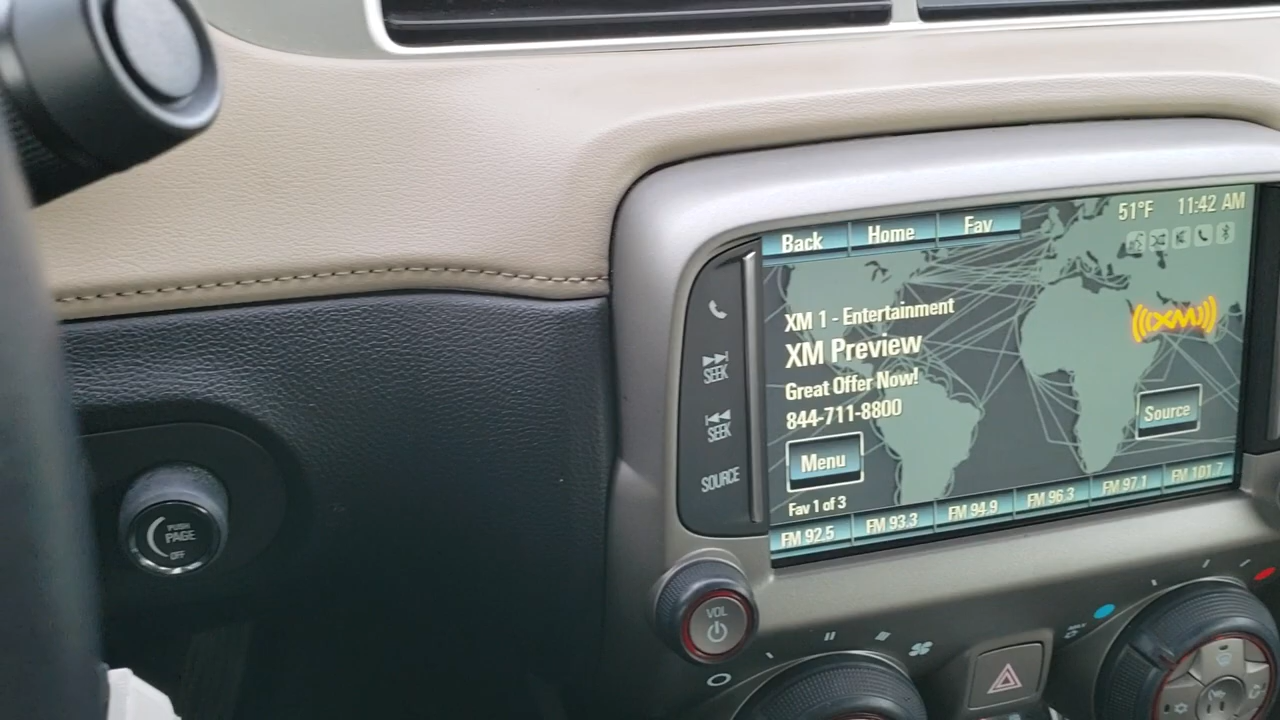 Back Home Fav 51°F 11:42 AM
XM 1 - Entertainment
XM Preview
Great Offer Now!
844-711-8800
Menu
Source
((XM))
Fav 1 of 3
FM 92.5 FM 93.3 FM 94.9 FM 96.3 FM 97.1 FM 101.7
SEEK
SEEK
SOURCE
PUSH
PAGE
OFF
VOL
MAX